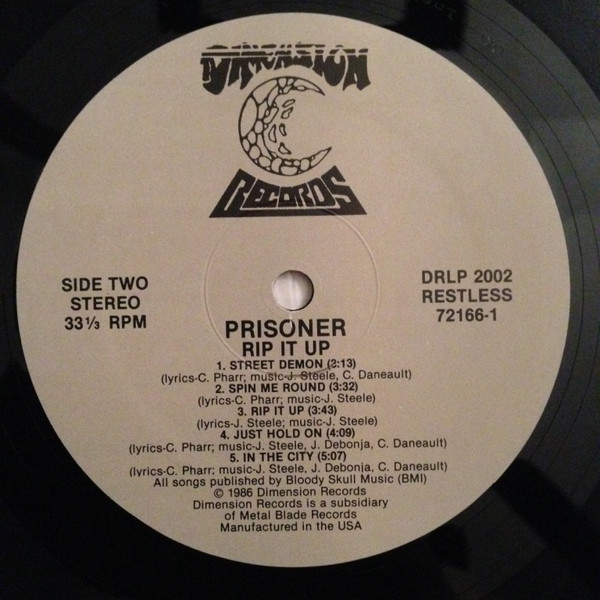 DIMENSION
RECORDS
SIDE TWO
STEREO
33⅓ RPM
DRLP 2002
RESTLESS
72166-1
PRISONER
RIP IT UP
1. STREET DEMON (3:13)
(lyrics-C. Pharr; music-J. Steele, C. Daneault)
2. SPIN ME ROUND (3:32)
(lyrics-C. Pharr; music-J. Steele)
3. RIP IT UP (3:43)
(lyrics-J. Steele; music-J. Steele)
4. JUST HOLD ON (4:09)
(lyrics-C. Pharr; music-J. Steele, J. Debonja, C. Daneault)
5. IN THE CITY (5:07)
(lyrics-C. Pharr; music-J. Steele, J. Debonja, C. Daneault)
All songs published by Bloody Skull Music (BMI)
© 1986 Dimension Records
Dimension Records is a subsidiary
of Metal Blade Records
Manufactured in the USA